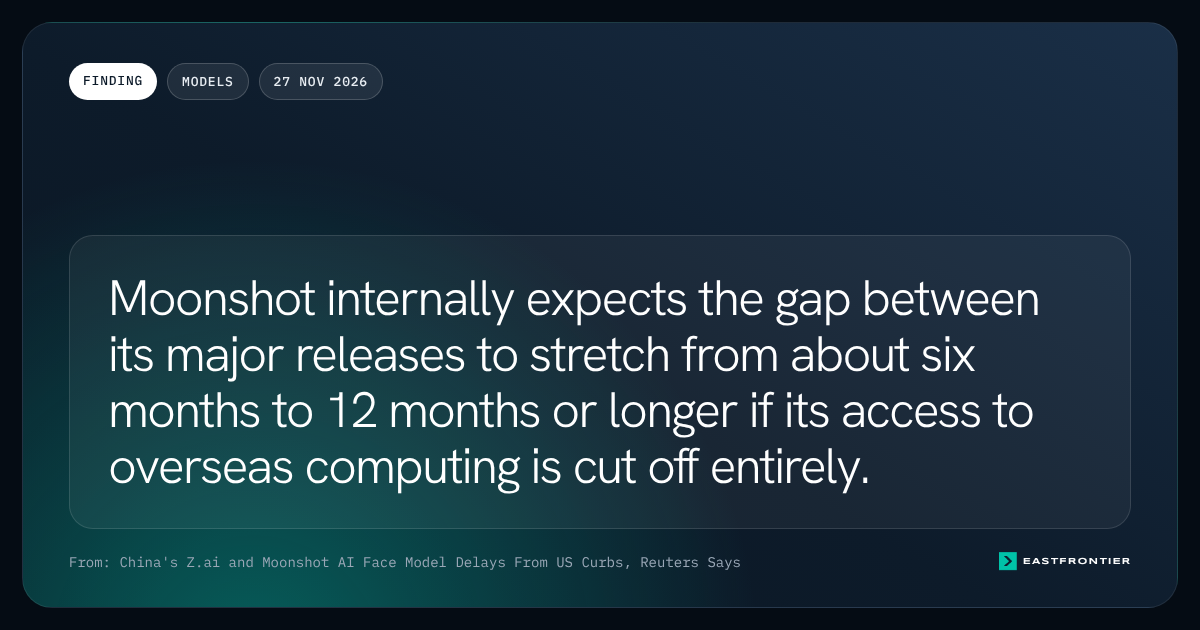 FINDING
MODELS
27 NOV 2026
Moonshot internally expects the gap between
its major releases to stretch from about six
months to 12 months or longer if its access to
overseas computing is cut off entirely.
From: China's Z.ai and Moonshot AI Face Model Delays From US Curbs, Reuters Says
EASTFRONTIER